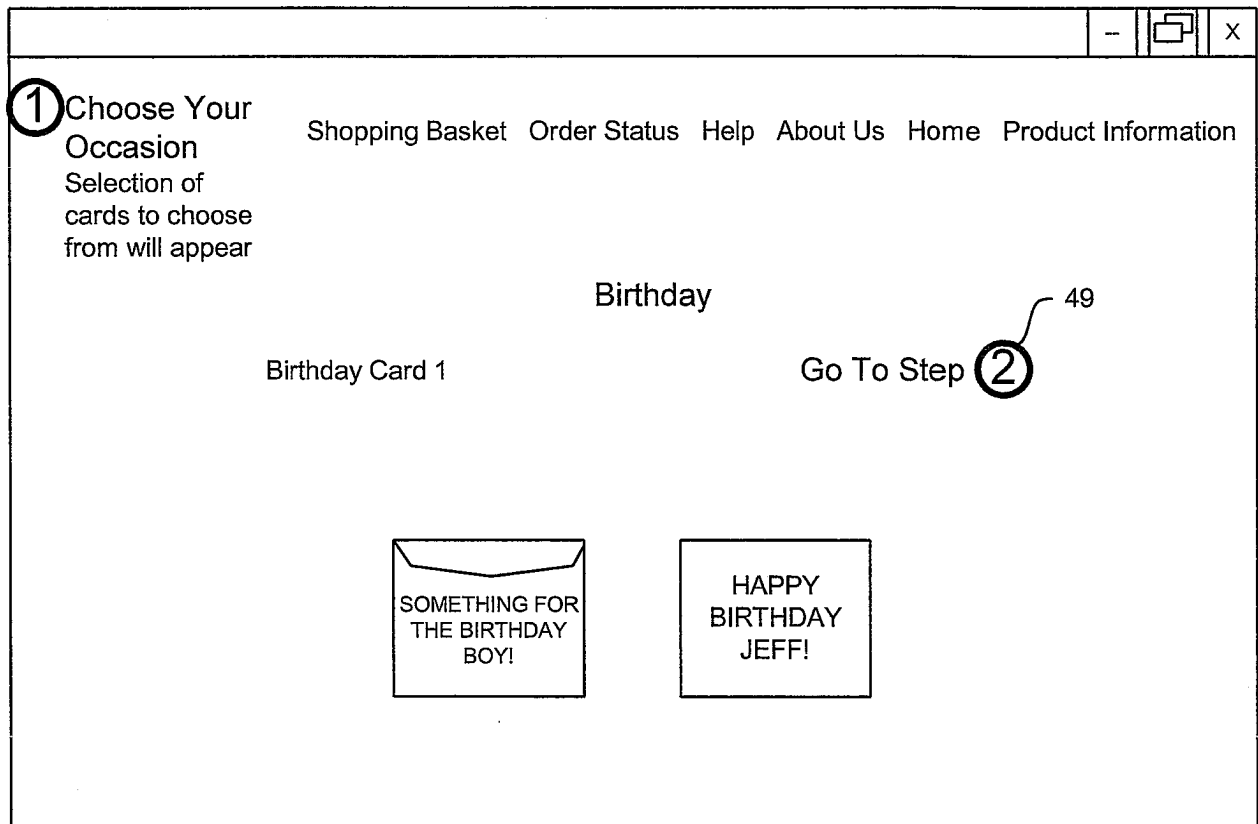 – X
1 Choose Your
Occasion
Selection of
cards to choose
from will appear
Shopping Basket Order Status Help About Us Home Product Information
Birthday
49
Birthday Card 1
Go To Step 2
SOMETHING FOR
THE BIRTHDAY
BOY!
HAPPY
BIRTHDAY
JEFF!